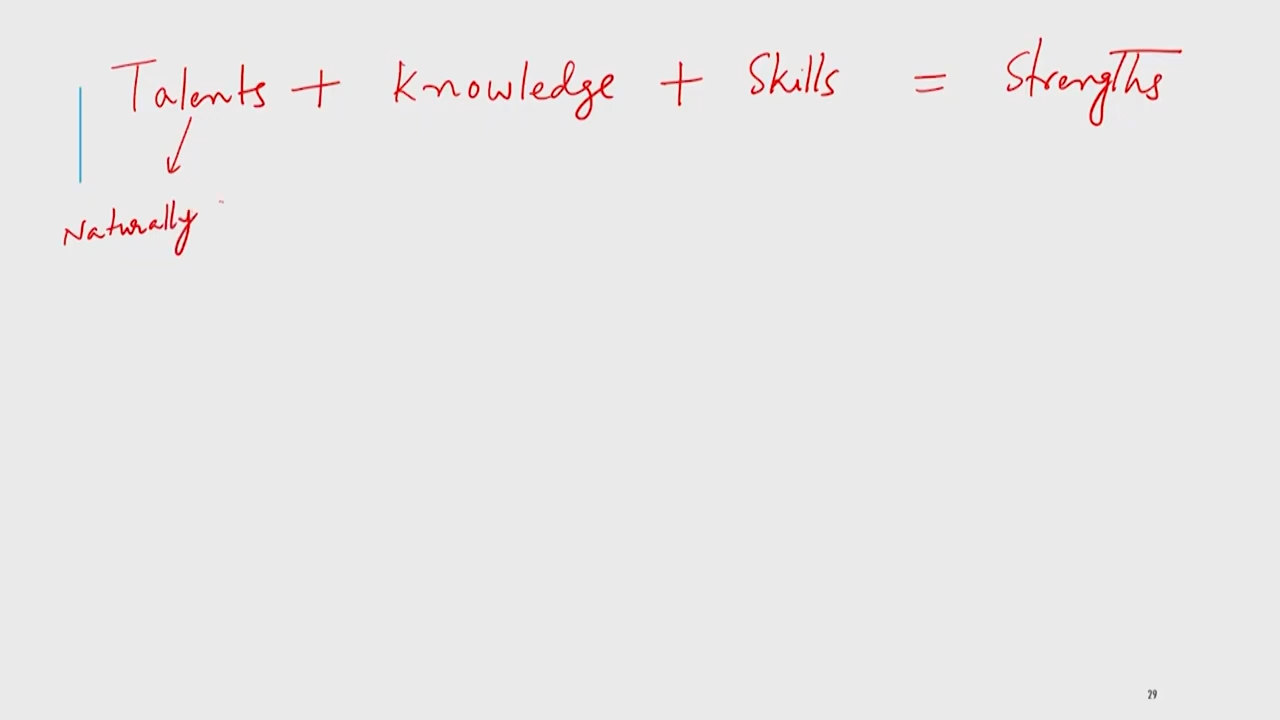 Talents + Knowledge + Skills = Strengths
Naturally
29